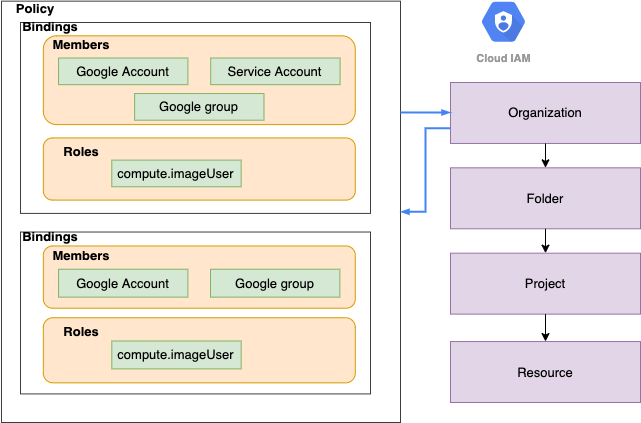 Policy
Bindings
Members
Google Account
Service Account
Google group
Roles
compute.imageUser
Bindings
Members
Google Account
Google group
Roles
compute.imageUser
Cloud IAM
Organization
Folder
Project
Resource